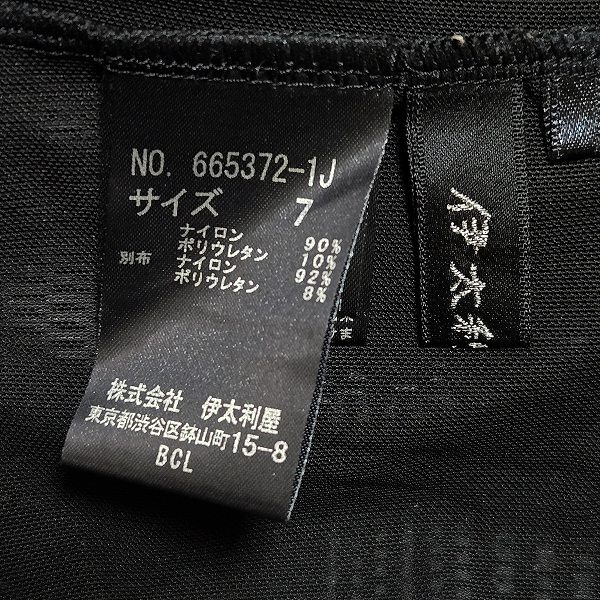 NO. 665372-1J
サイズ 7
ナイロン 90%
ポリウレタン 10%
別布 ナイロン 92%
ポリウレタン 8%
株式会社 伊太利屋
東京都渋谷区鉢山町15-8
BCL
伊太利